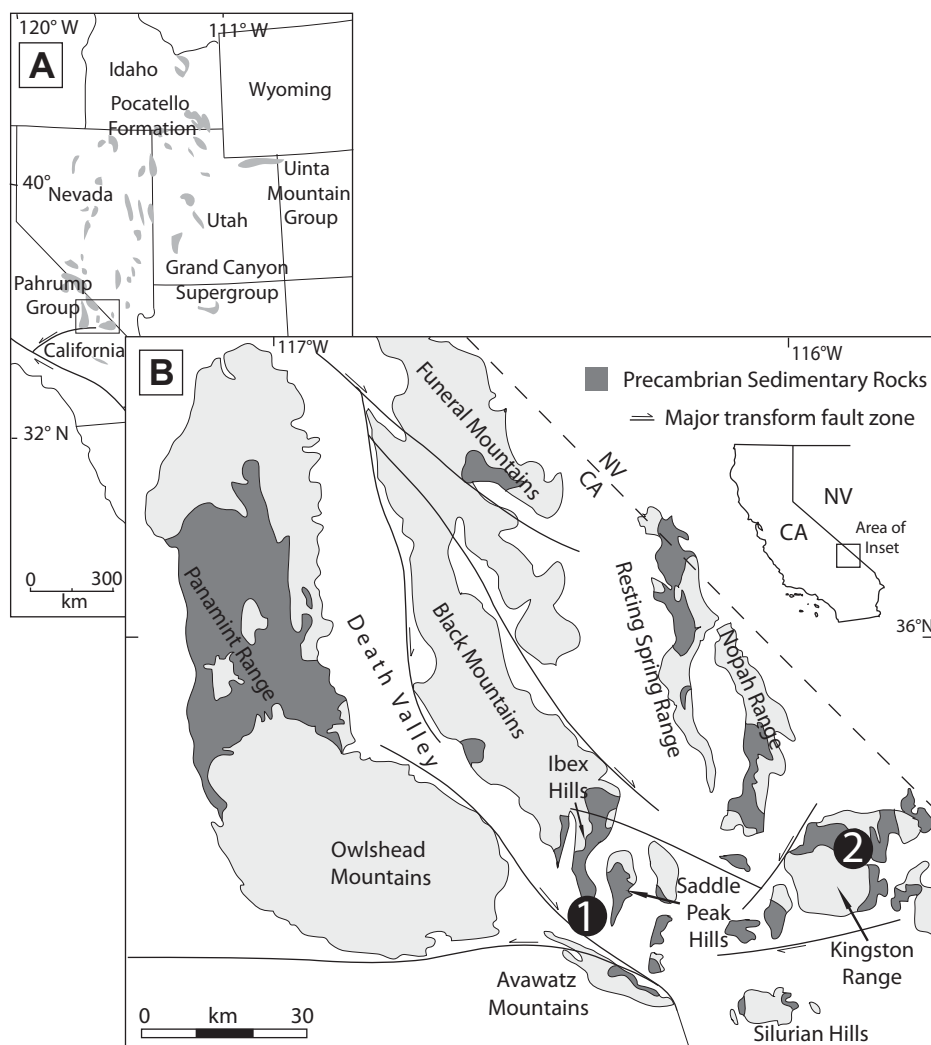 120° W
111° W
A
Idaho
Wyoming
Pocatello
Formation
40°
Nevada
Uinta
Mountain
Group
Utah
Grand Canyon
Supergroup
Pahrump
Group
California
32° N
0 300
km
B
117°W
116°W
Precambrian Sedimentary Rocks
Major transform fault zone
Funeral Mountains
NV
CA
NV
CA
Area of
Inset
36°N
Panamint Range
Death Valley
Black Mountains
Resting Spring Range
Nopah Range
Ibex
Hills
Owlshead
Mountains
1
2
Saddle
Peak
Hills
Kingston
Range
Avawatz
Mountains
Silurian Hills
0 km 30